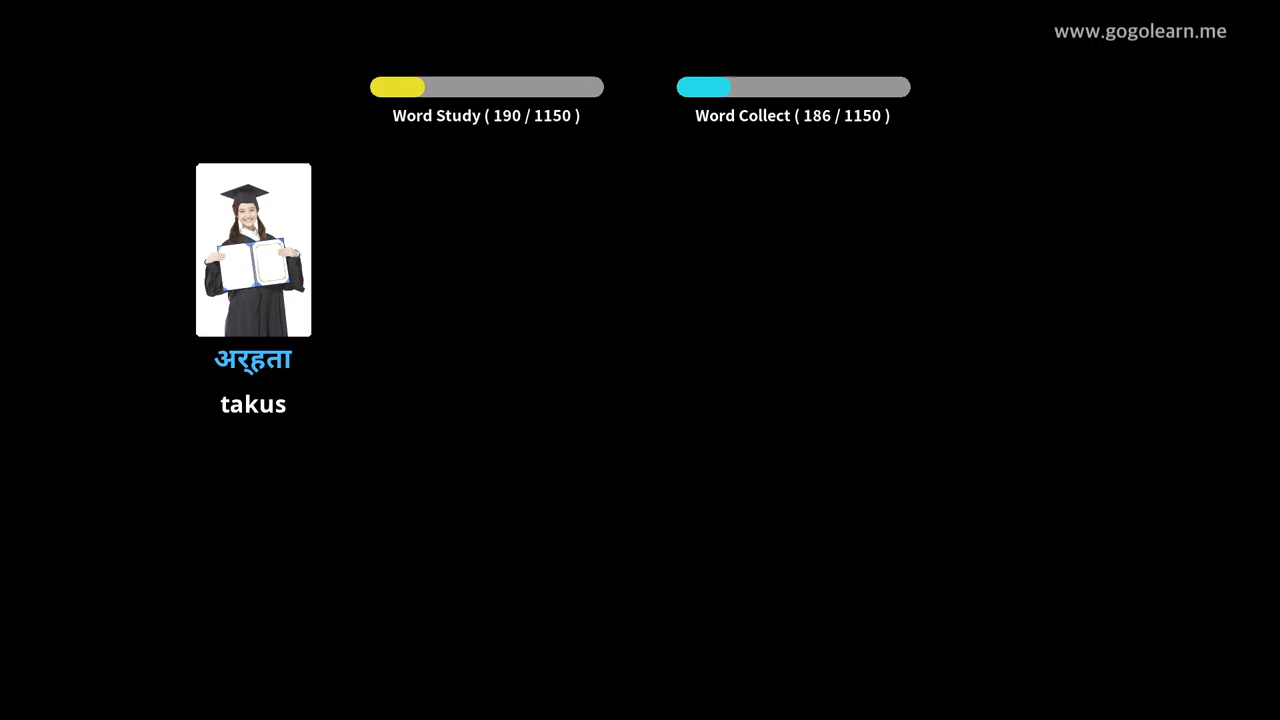 www.gogolearn.me
Word Study ( 190 / 1150 )
Word Collect ( 186 / 1150 )
अर्हता
takus